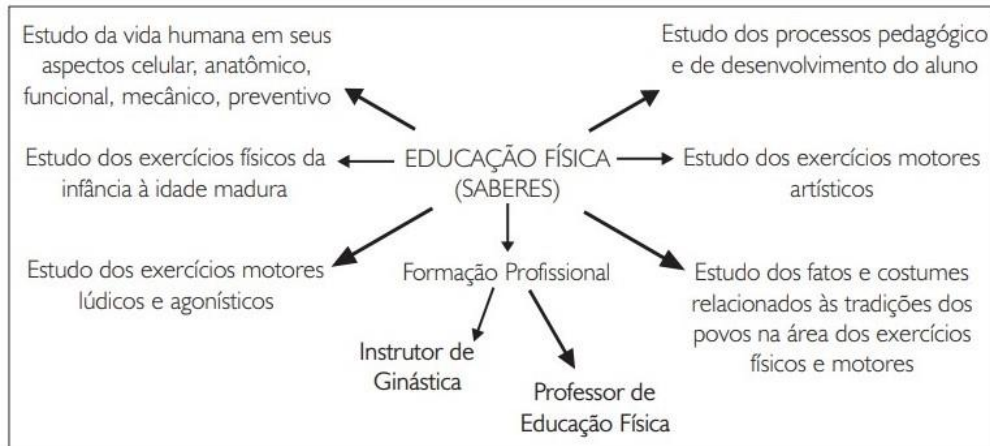 Estudo da vida humana em seus
aspectos celular, anatômico,
funcional, mecânico, preventivo
Estudo dos processos pedagógico
e de desenvolvimento do aluno
Estudo dos exercícios físicos da
infância à idade madura
EDUCAÇÃO FÍSICA
(SABERES)
Estudo dos exercícios motores
artísticos
Estudo dos exercícios motores
lúdicos e agonísticos
Formação Profissional
Estudo dos fatos e costumes
relacionados às tradições dos
povos na área dos exercícios
físicos e motores
Instrutor de
Ginástica
Professor de
Educação Física